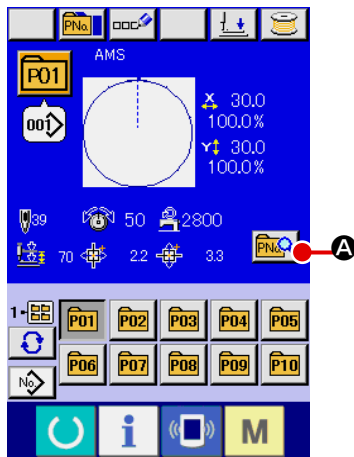 PNo.
AMS
P01
001
X 30.0
100.0%
Y 30.0
100.0%
39 50 2800
PNo.
A
70 2.2 3.3
1-
P01 P02 P03 P04 P05
No.
P06 P07 P08 P09 P10
i M